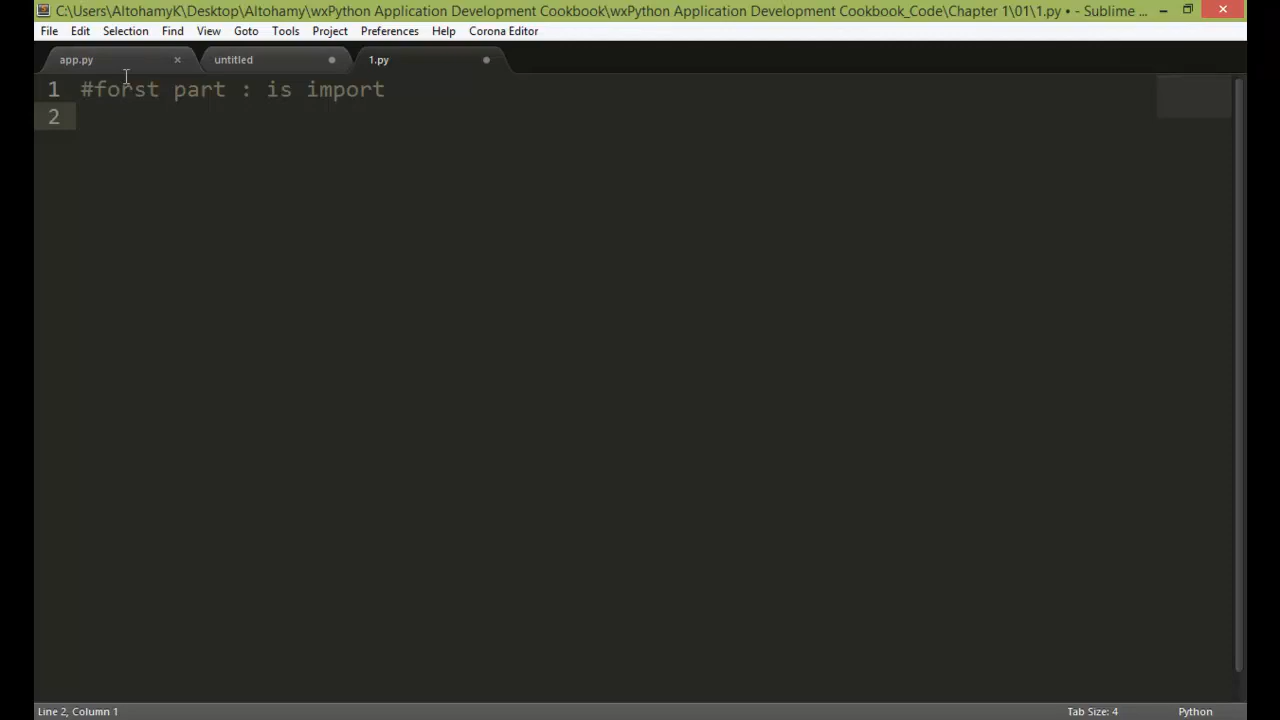 C:\Users\AltohamyK\Desktop\Altohamy\wxPython Application Development Cookbook\wxPython Application Development Cookbook_Code\Chapter 1\01\1.py • - Sublime ...
File Edit Selection Find View Goto Tools Project Preferences Help Corona Editor
app.py untitled 1.py
1 #forst part : is import
2
Line 2, Column 1 Tab Size: 4 Python